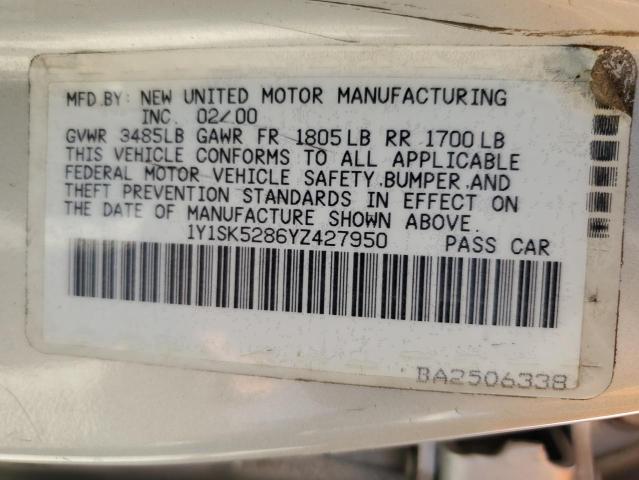 MFD.BY: NEW UNITED MOTOR MANUFACTURING
INC. 02/00
GVWR 3485LB GAWR FR 1805LB RR 1700LB
THIS VEHICLE CONFORMS TO ALL APPLICABLE
FEDERAL MOTOR VEHICLE SAFETY,BUMPER,AND
THEFT PREVENTION STANDARDS IN EFFECT ON
THE DATE OF MANUFACTURE SHOWN ABOVE.
1Y1SK5286YZ427950 PASS CAR
BA2506338